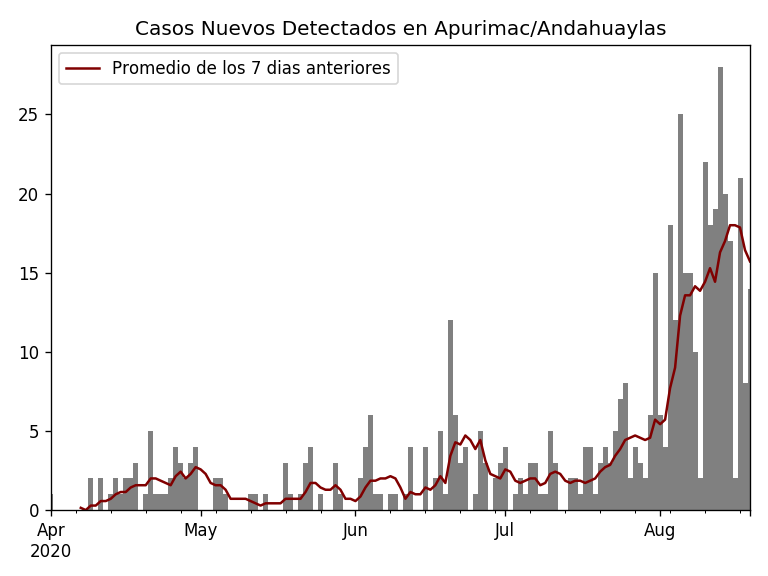 Casos Nuevos Detectados en Apurimac/Andahuaylas
Promedio de los 7 dias anteriores
25
20
15
10
5
0
Apr May Jun Jul Aug
2020